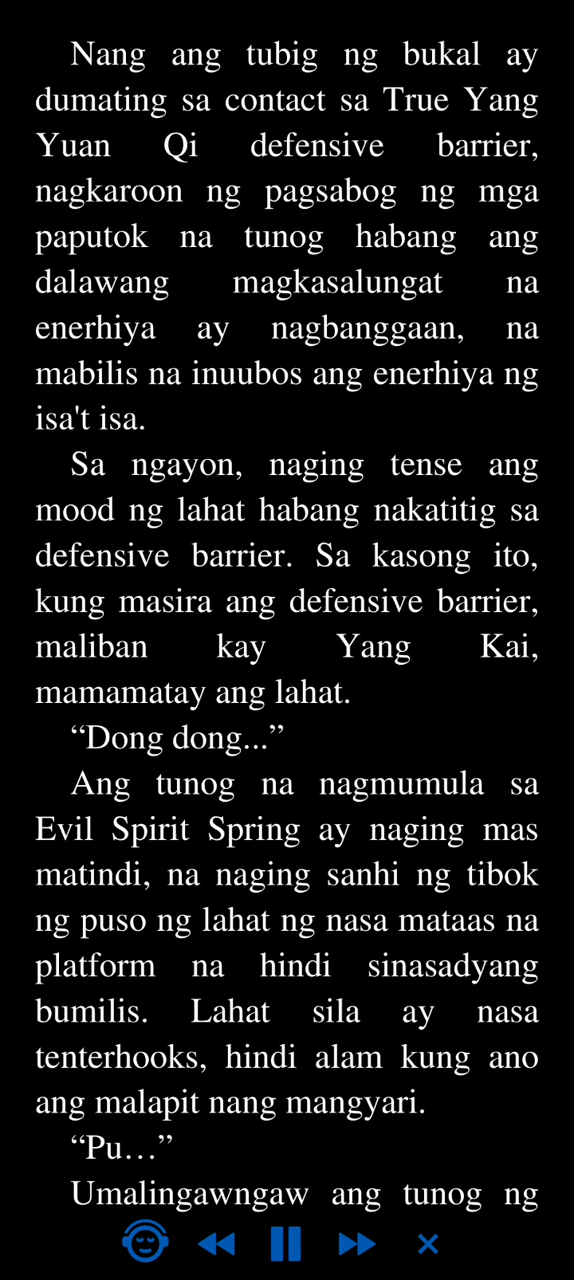 Nang ang tubig ng bukal ay
dumating sa contact sa True Yang
Yuan Qi defensive barrier,
nagkaroon ng pagsabog ng mga
paputok na tunog habang ang
dalawang magkasalungat na
enerhiya ay nagbanggaan, na
mabilis na inuubos ang enerhiya ng
isa't isa.
Sa ngayon, naging tense ang
mood ng lahat habang nakatitig sa
defensive barrier. Sa kasong ito,
kung masira ang defensive barrier,
maliban kay Yang Kai,
mamamatay ang lahat.
“Dong dong...”
Ang tunog na nagmumula sa
Evil Spirit Spring ay naging mas
matindi, na naging sanhi ng tibok
ng puso ng lahat ng nasa mataas na
platform na hindi sinasadyang
bumilis. Lahat sila ay nasa
tenterhooks, hindi alam kung ano
ang malapit nang mangyari.
“Pu…”
Umalingawngaw ang tunog ng